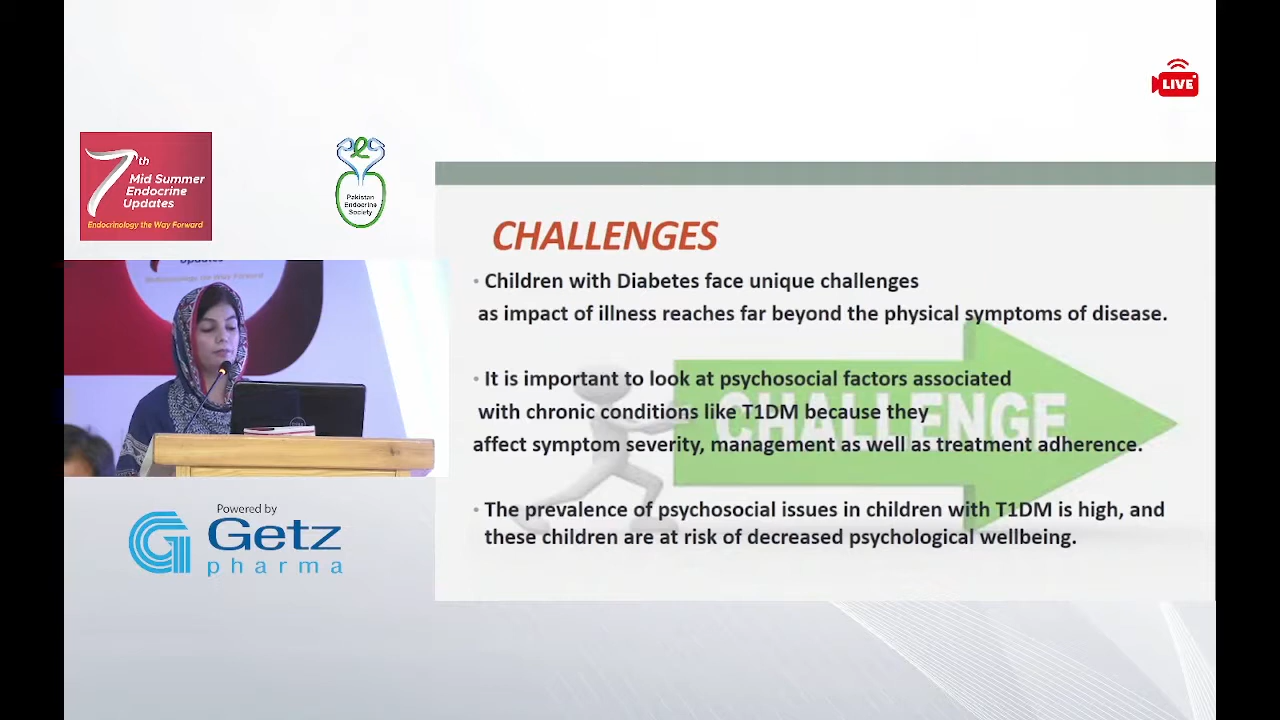 LIVE
7th
Mid Summer
Endocrine
Updates
Endocrinology the Way Forward
Pakistan
Endocrine
Society
Updates
CHALLENGES
• Children with Diabetes face unique challenges
as impact of illness reaches far beyond the physical symptoms of disease.
• It is important to look at psychosocial factors associated
with chronic conditions like T1DM because they
affect symptom severity, management as well as treatment adherence.
CHALLENGE
• The prevalence of psychosocial issues in children with T1DM is high, and
these children are at risk of decreased psychological wellbeing.
Powered by
Getz
pharma